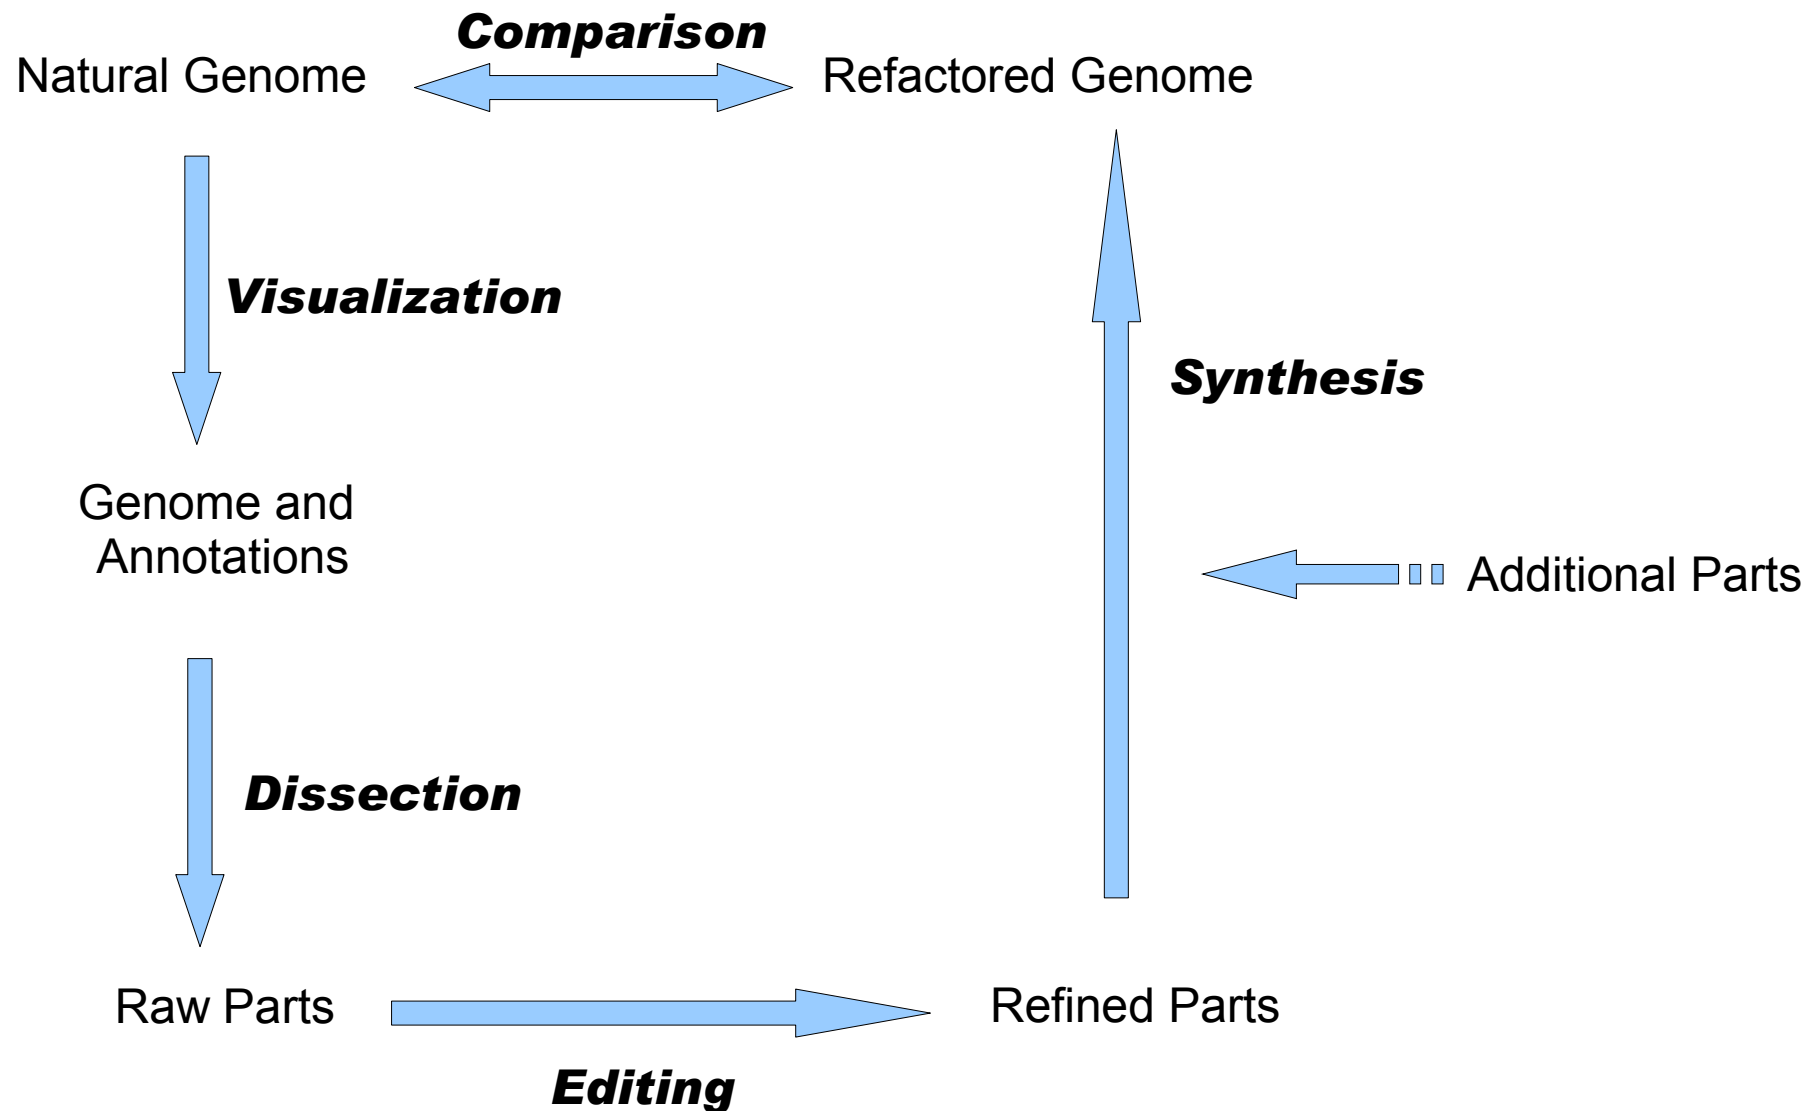 Comparison
Natural Genome
Refactored Genome
Visualization
Synthesis
Genome and
Annotations
Additional Parts
Dissection
Raw Parts
Refined Parts
Editing